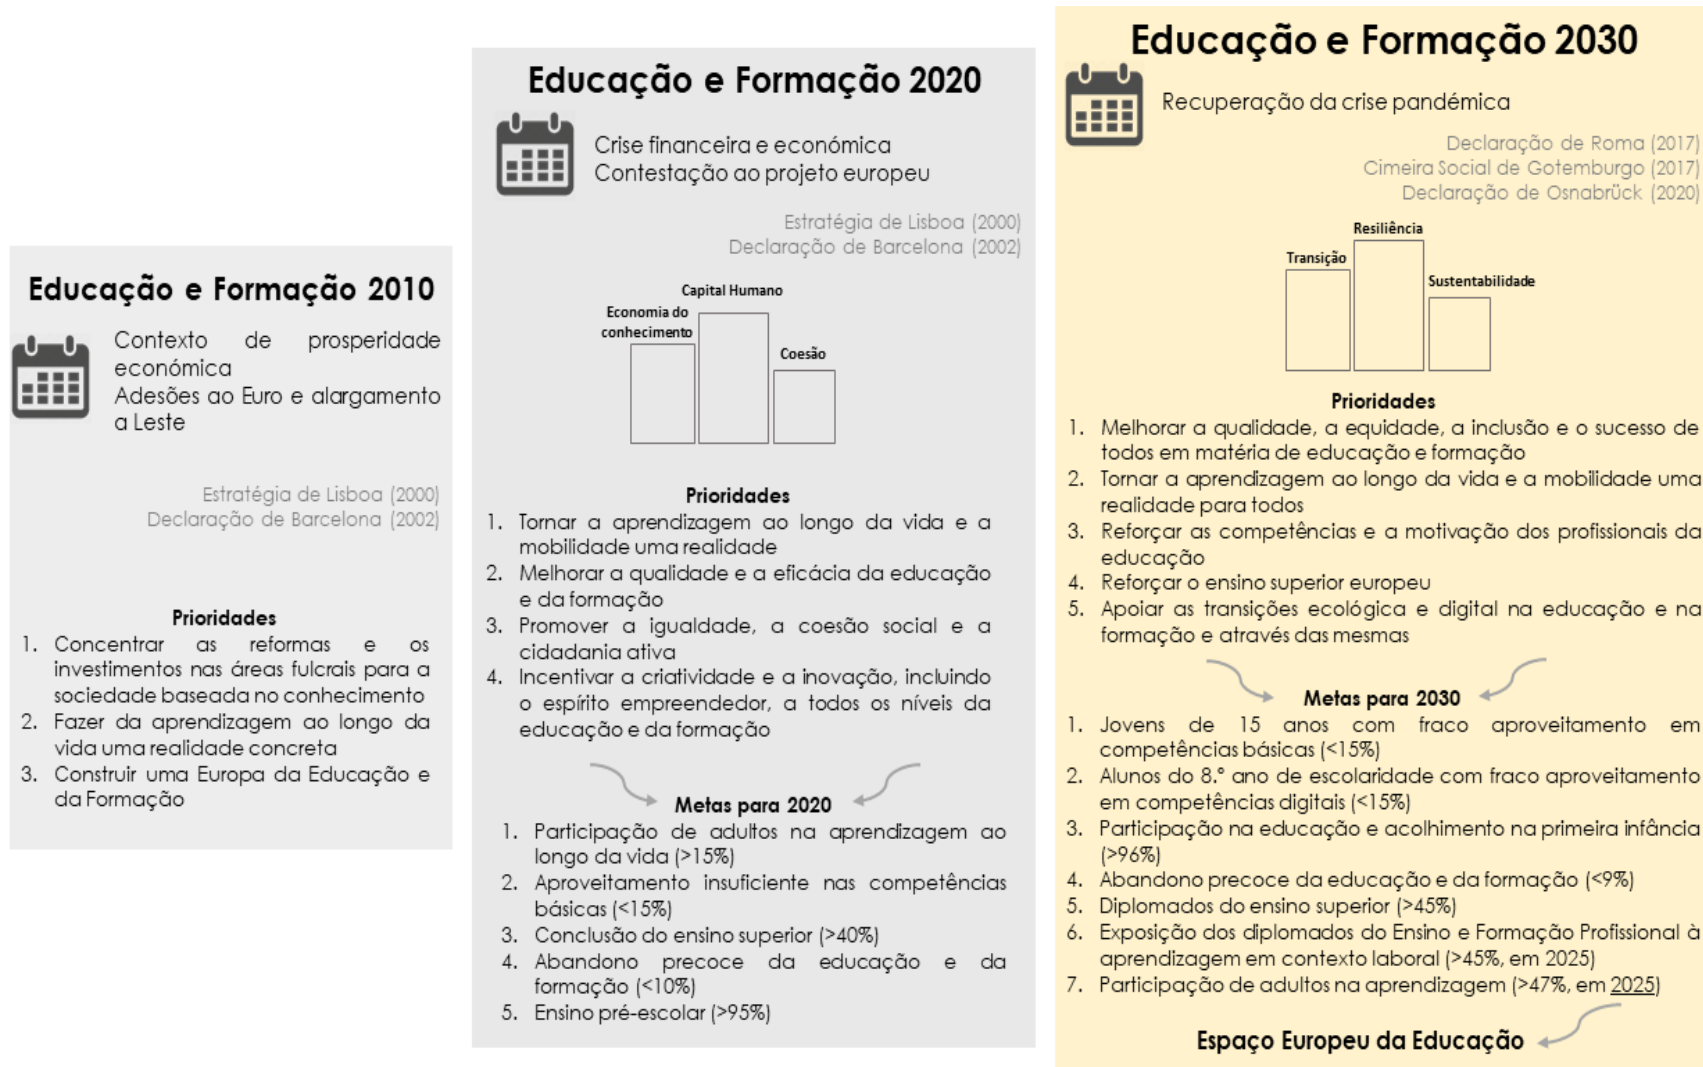 Educação e Formação 2010
Contexto de prosperidade
económica
Adesões ao Euro e alargamento
a Leste
Estratégia de Lisboa (2000)
Declaração de Barcelona (2002)
Prioridades
1. Concentrar as reformas e os
investimentos nas áreas fulcrais para a
sociedade baseada no conhecimento
2. Fazer da aprendizagem ao longo da
vida uma realidade concreta
3. Construir uma Europa da Educação e
da Formação
Educação e Formação 2020
Crise financeira e económica
Contestação ao projeto europeu
Estratégia de Lisboa (2000)
Declaração de Barcelona (2002)
Capital Humano
Economia do
conhecimento
Coesão
Prioridades
1. Tornar a aprendizagem ao longo da vida e a
mobilidade uma realidade
2. Melhorar a qualidade e a eficácia da educação
e da formação
3. Promover a igualdade, a coesão social e a
cidadania ativa
4. Incentivar a criatividade e a inovação, incluindo
o espírito empreendedor, a todos os níveis da
educação e da formação
Metas para 2020
1. Participação de adultos na aprendizagem ao
longo da vida (>15%)
2. Aproveitamento insuficiente nas competências
básicas (<15%)
3. Conclusão do ensino superior (>40%)
4. Abandono precoce da educação e da
formação (<10%)
5. Ensino pré-escolar (>95%)
Educação e Formação 2030
Recuperação da crise pandémica
Declaração de Roma (2017)
Cimeira Social de Gotemburgo (2017)
Declaração de Osnabrück (2020)
Resiliência
Transição
Sustentabilidade
Prioridades
1. Melhorar a qualidade, a equidade, a inclusão e o sucesso de
todos em matéria de educação e formação
2. Tornar a aprendizagem ao longo da vida e a mobilidade uma
realidade para todos
3. Reforçar as competências e a motivação dos profissionais da
educação
4. Reforçar o ensino superior europeu
5. Apoiar as transições ecológica e digital na educação e na
formação e através das mesmas
Metas para 2030
1. Jovens de 15 anos com fraco aproveitamento em
competências básicas (<15%)
2. Alunos do 8.º ano de escolaridade com fraco aproveitamento
em competências digitais (<15%)
3. Participação na educação e acolhimento na primeira infância
(>96%)
4. Abandono precoce da educação e da formação (<9%)
5. Diplomados do ensino superior (>45%)
6. Exposição dos diplomados do Ensino e Formação Profissional à
aprendizagem em contexto laboral (>45%, em 2025)
7. Participação de adultos na aprendizagem (>47%, em 2025)
Espaço Europeu da Educação